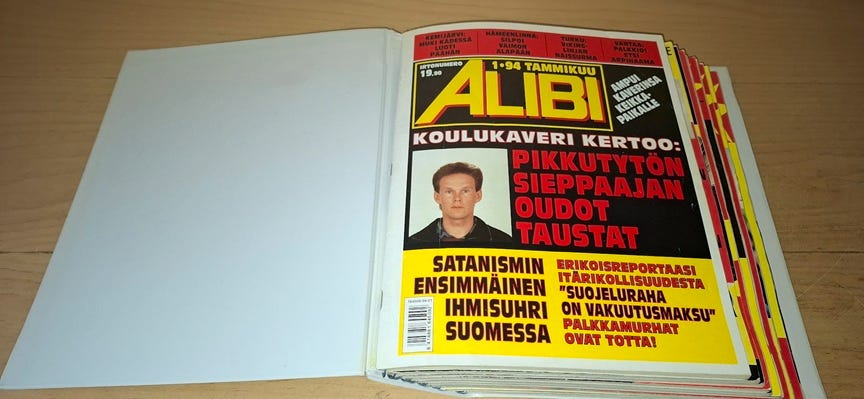 KEMIJÄRVI:
MUKI KÄDESSÄ
LUOTI
PÄÄHÄN
HÄMEENLINNA:
SILPOI
VAIMON
ALAPÄÄN
TURKU:
VIKING-
LINJAN
NAISSURMA
VANTAA:
PALKKIO!
ETSI
ARPINAAMA
IRTONUMERO
19,90
1•94 TAMMIKUU
ALIBI
AMPUI
KAVERINSA
KEIKKA-
PAIKALLE
KOULUKAVERI KERTOO:
PIKKUTYTÖN
SIEPPAAJAN
OUDOT
TAUSTAT
SATANISMIN
ENSIMMÄINEN
IHMISUHRI
SUOMESSA
ERIKOISREPORTAASI
ITÄRIKOLLISUUDESTA
"SUOJELURAHA
ON VAKUUTUSMAKSU"
PALKKAMURHAT
OVAT TOTTA!